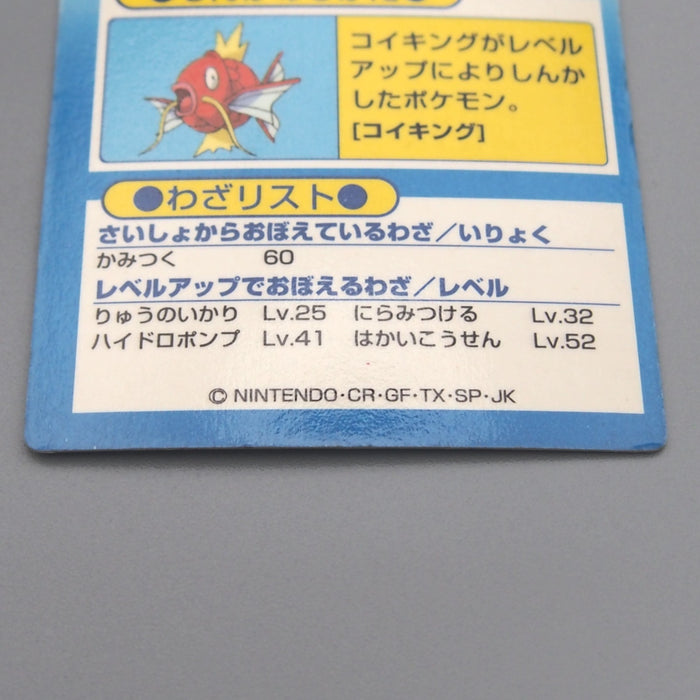 コイキングがレベル
アップによりしんか
したポケモン。
[コイキング]
●わざリスト●
さいしょからおぼえているわざ／いりょく
かみつく 60
レベルアップでおぼえるわざ／レベル
りゅうのいかり Lv.25 にらみつける Lv.32
ハイドロポンプ Lv.41 はかいこうせん Lv.52
© NINTENDO・CR・GF・TX・SP・JK